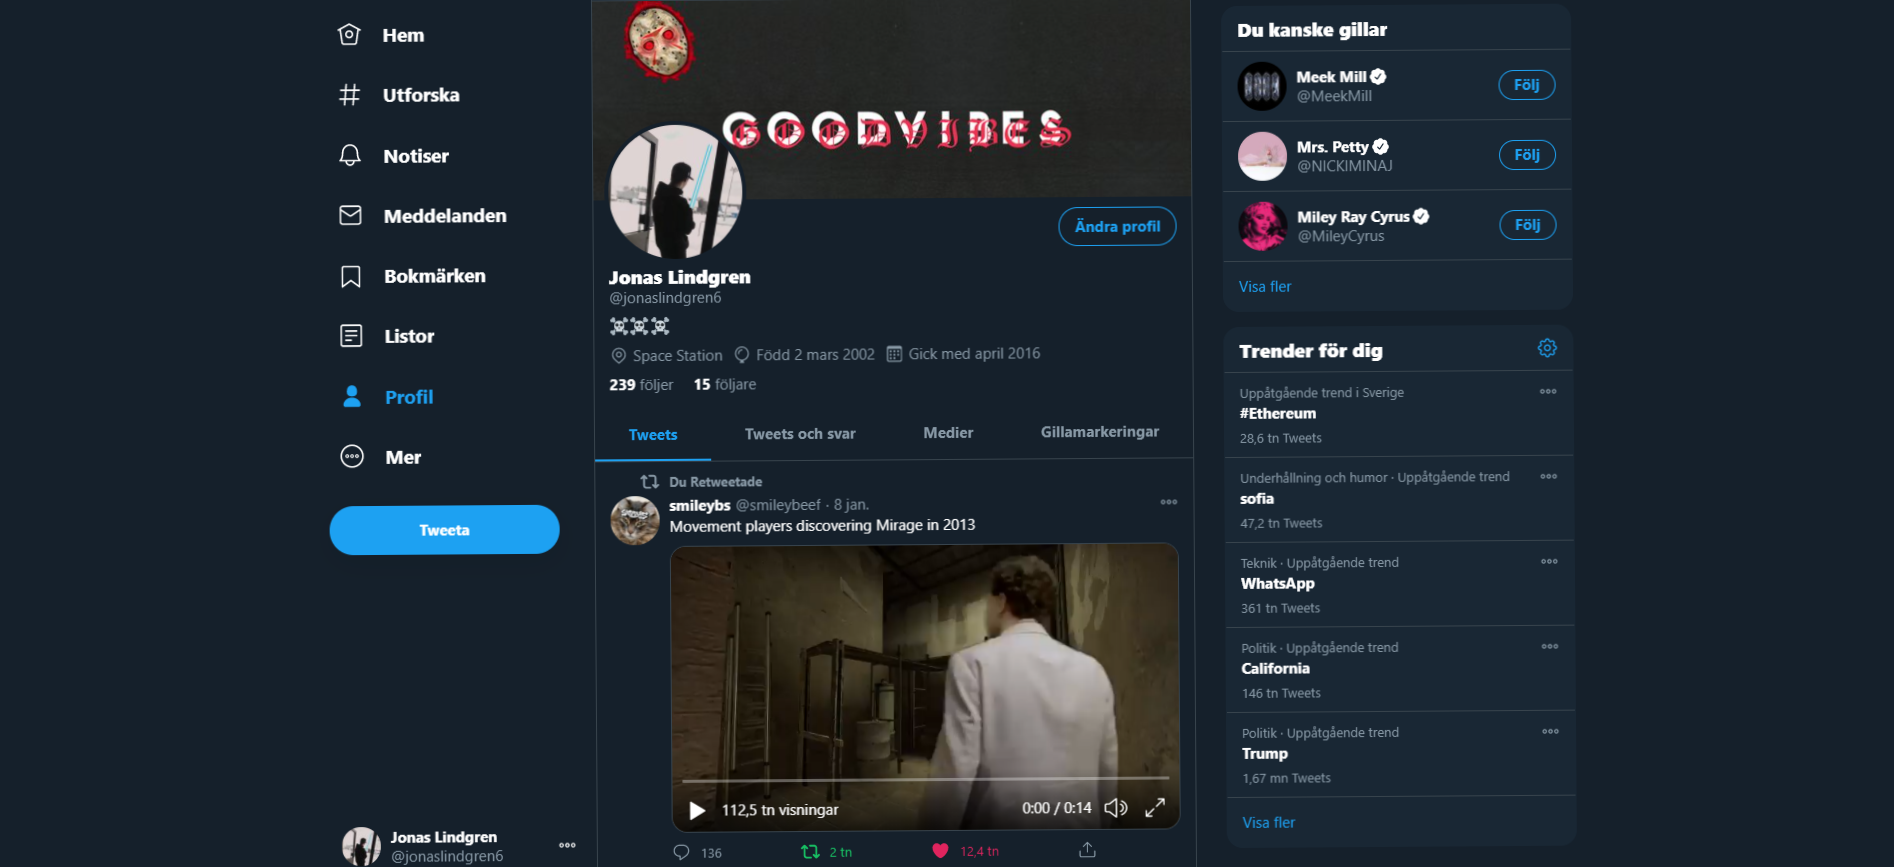 Hem
Utforska
Notiser
Meddelanden
Bokmärken
Listor
Profil
Mer
Tweeta
Jonas Lindgren
@jonaslindgren6
GOODVIBES
GOODVIBES
Ändra profil
Jonas Lindgren
@jonaslindgren6
☠☠☠
Space Station Född 2 mars 2002 Gick med april 2016
239 följer 15 följare
Tweets Tweets och svar Medier Gillamarkeringar
Du Retweetade
smileybs @smileybeef · 8 jan.
Movement players discovering Mirage in 2013
112,5 tn visningar 0:00 / 0:14
136 2 tn 12,4 tn
Du kanske gillar
Meek Mill
@MeekMill
Följ
Mrs. Petty
@NICKIMINAJ
Följ
Miley Ray Cyrus
@MileyCyrus
Följ
Visa fler
Trender för dig
Uppåtgående trend i Sverige
#Ethereum
28,6 tn Tweets
Underhållning och humor · Uppåtgående trend
sofia
47,2 tn Tweets
Teknik · Uppåtgående trend
WhatsApp
361 tn Tweets
Politik · Uppåtgående trend
California
146 tn Tweets
Politik · Uppåtgående trend
Trump
1,67 mn Tweets
Visa fler